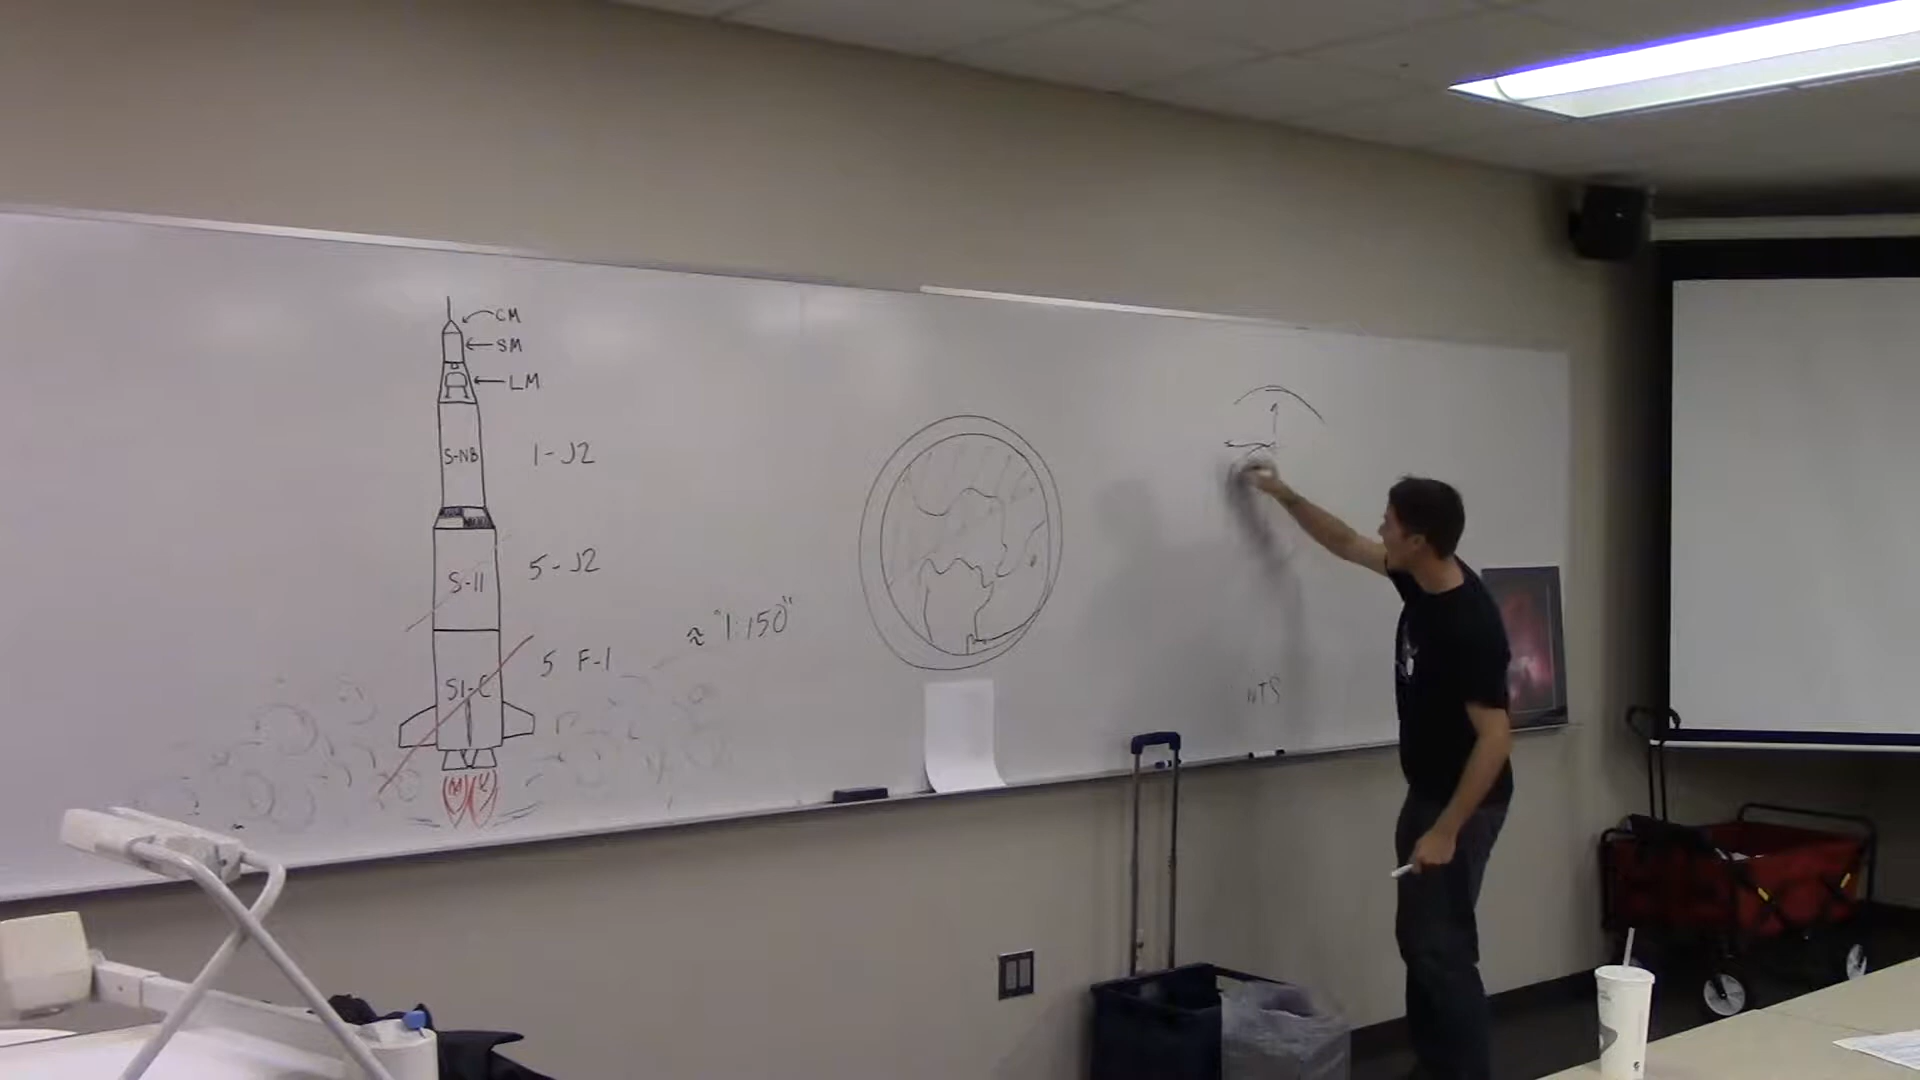 CM
SM
LM
S-IVB
1-J2
S-II
5-J2
S1-C
5 F-1
≈ "1:150"
NTS